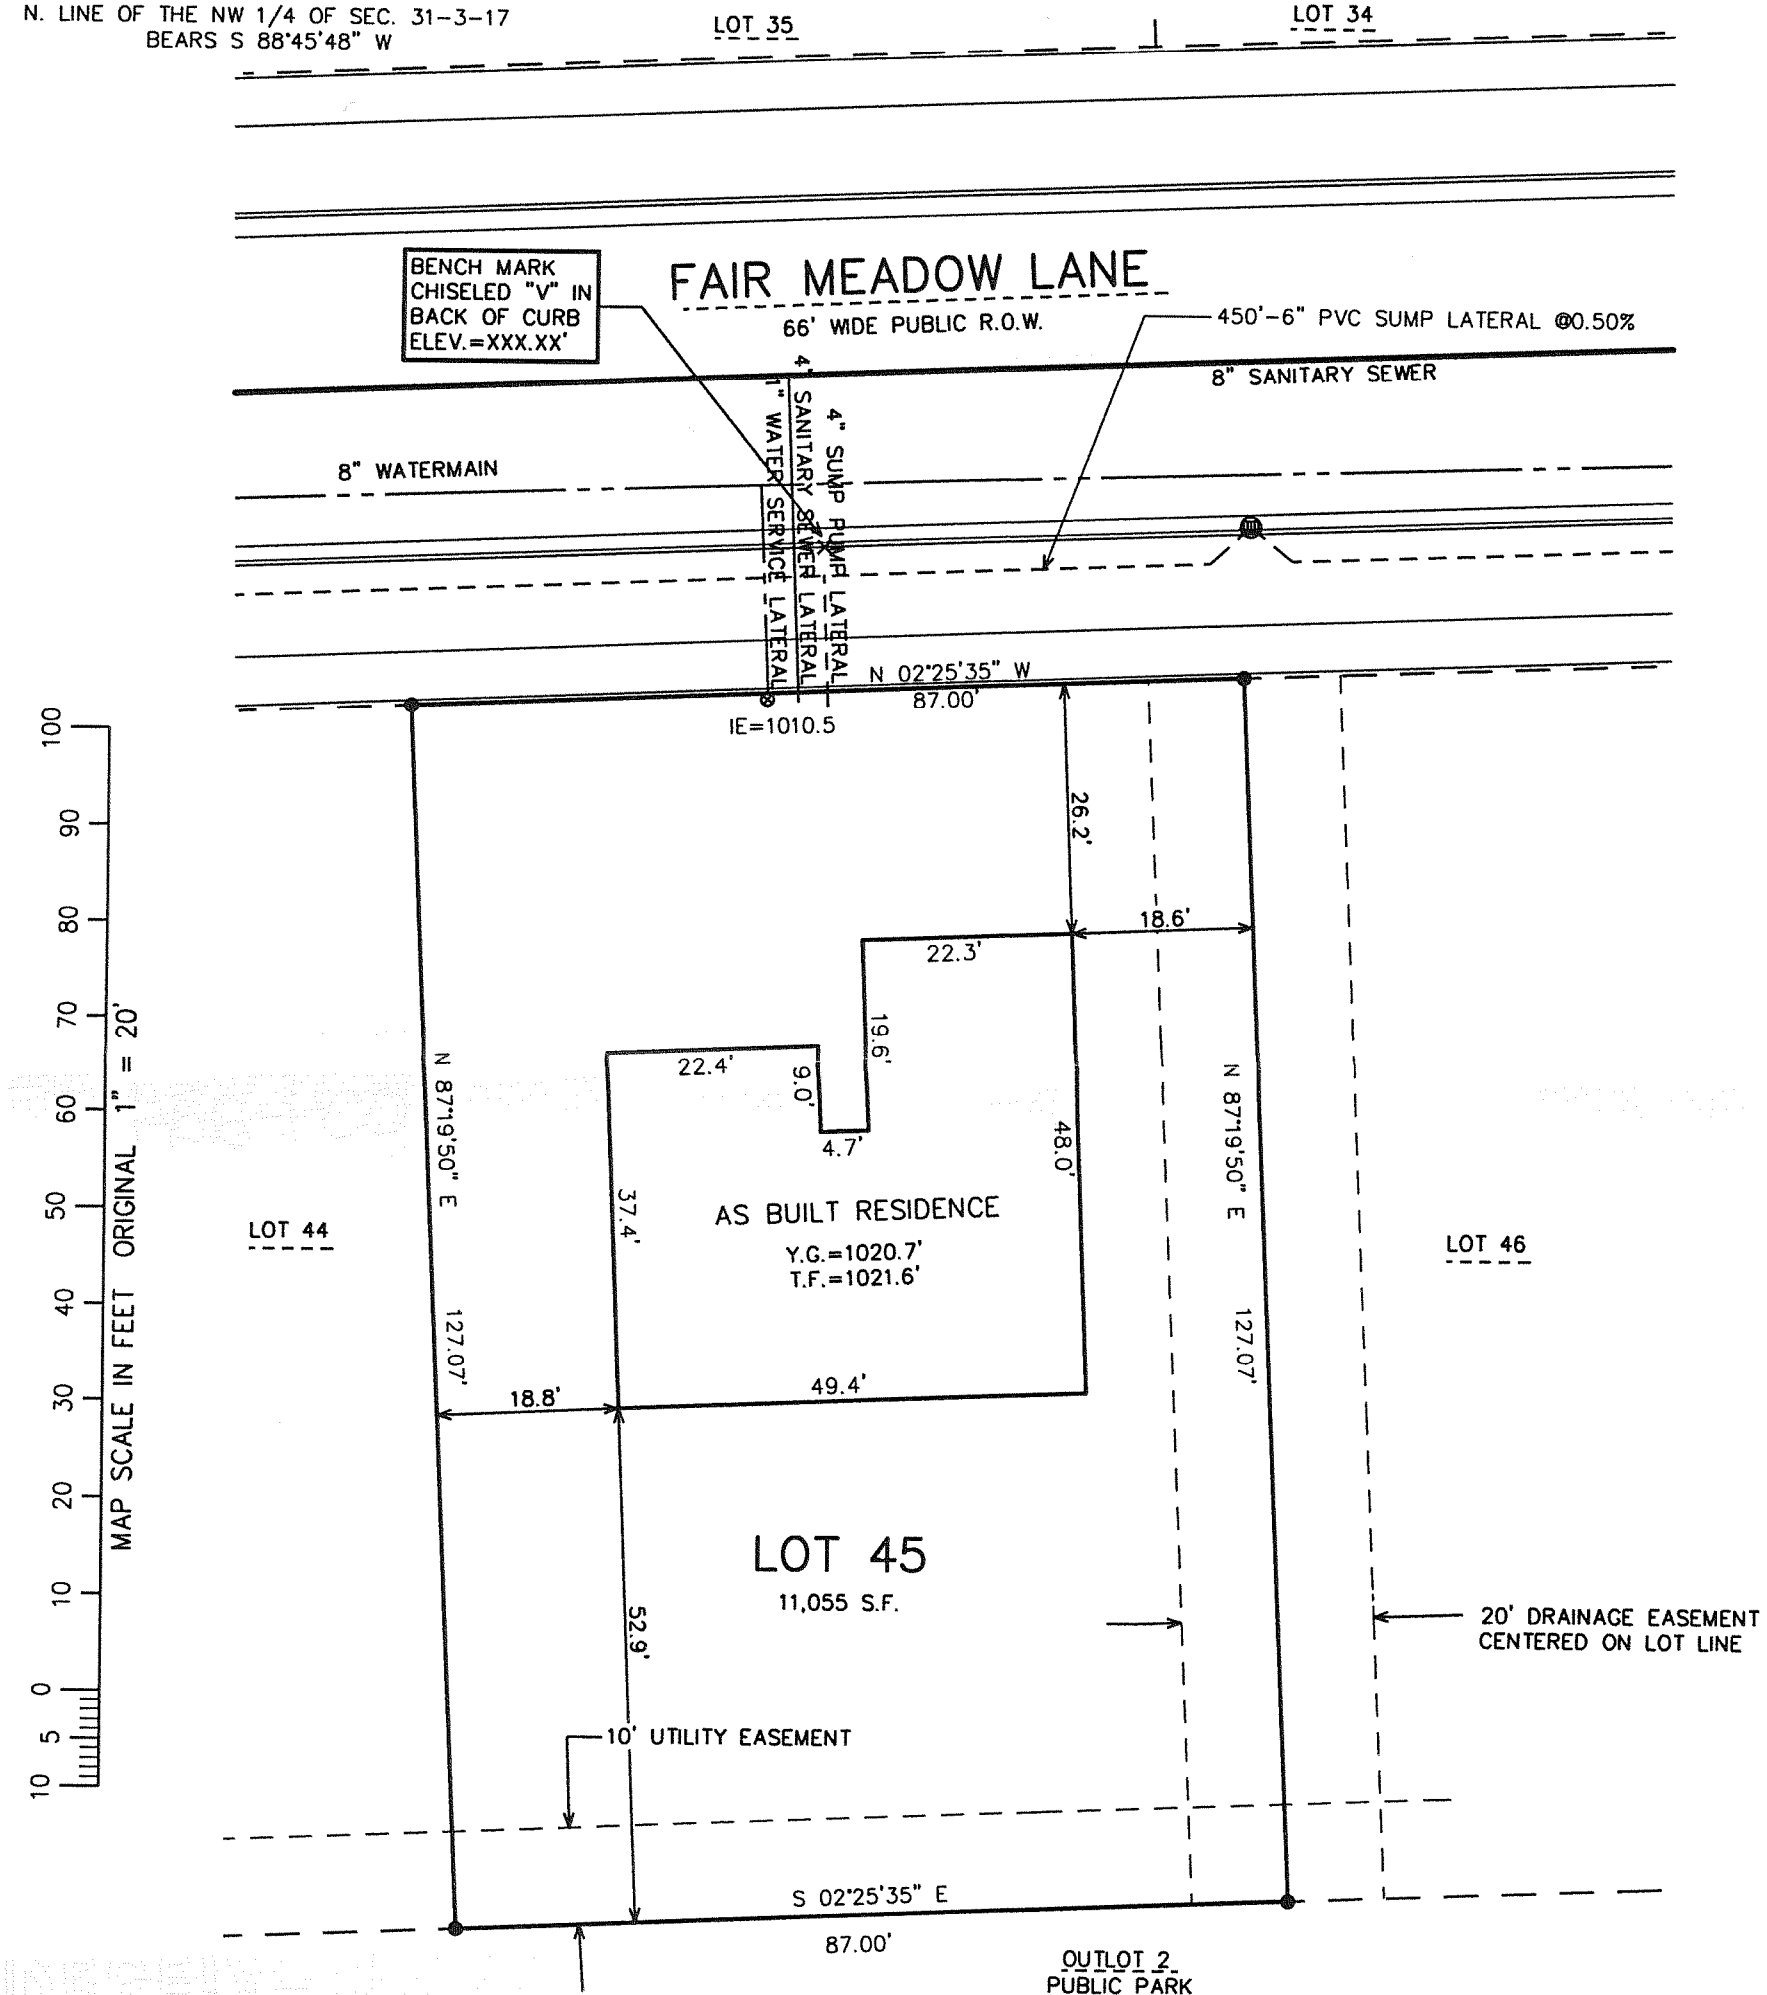 N. LINE OF THE NW 1/4 OF SEC. 31-3-17
BEARS S 88°45'48" W
LOT 35
LOT 34
BENCH MARK
CHISELED "V" IN
BACK OF CURB
ELEV.=XXX.XX'
FAIR MEADOW LANE
66' WIDE PUBLIC R.O.W.
450'-6" PVC SUMP LATERAL @0.50%
8" SANITARY SEWER
8" WATERMAIN
1" WATER SERVICE LATERAL
4" SANITARY SEWER LATERAL
4" SUMP PUMP LATERAL
N 02°25'35" W
87.00'
IE=1010.5
26.2'
18.6'
22.3'
19.6'
22.4'
9.0'
4.7'
48.0'
37.4'
AS BUILT RESIDENCE
Y.G.=1020.7'
T.F.=1021.6'
49.4'
18.8'
N 87°19'50" E
127.07'
N 87°19'50" E
127.07'
LOT 44
LOT 46
LOT 45
11,055 S.F.
52.9'
20' DRAINAGE EASEMENT
CENTERED ON LOT LINE
10' UTILITY EASEMENT
S 02°25'35" E
87.00'
OUTLOT 2
PUBLIC PARK
100
90
80
70
60
50
40
30
20
10
0
5
10
MAP SCALE IN FEET ORIGINAL 1" = 20'